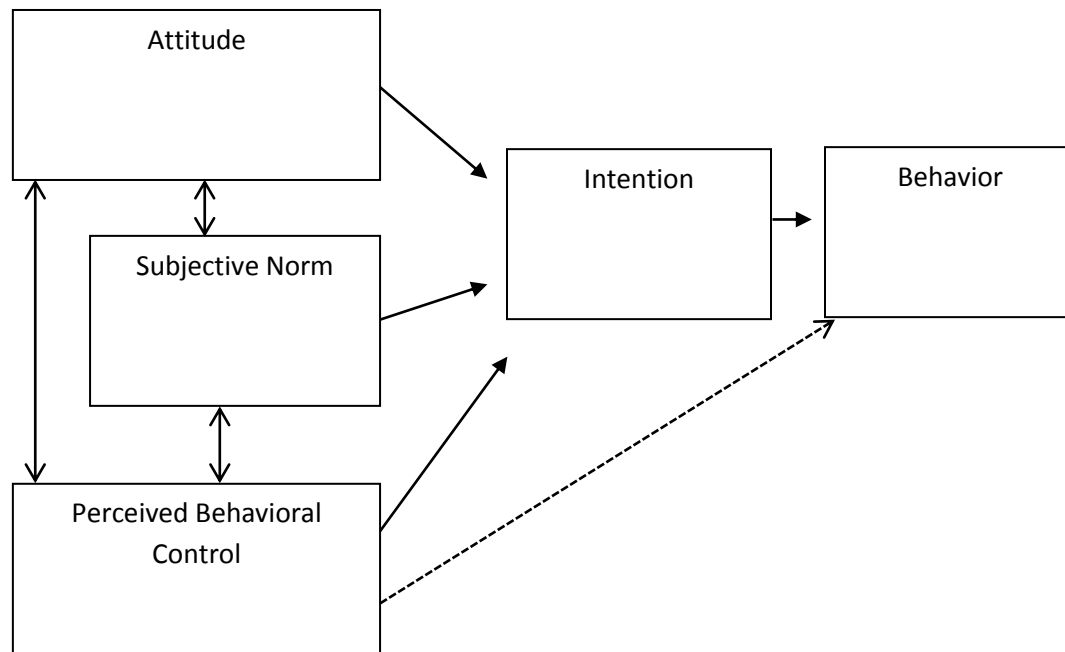 Attitude
Intention
Behavior
Subjective Norm
Perceived Behavioral
Control